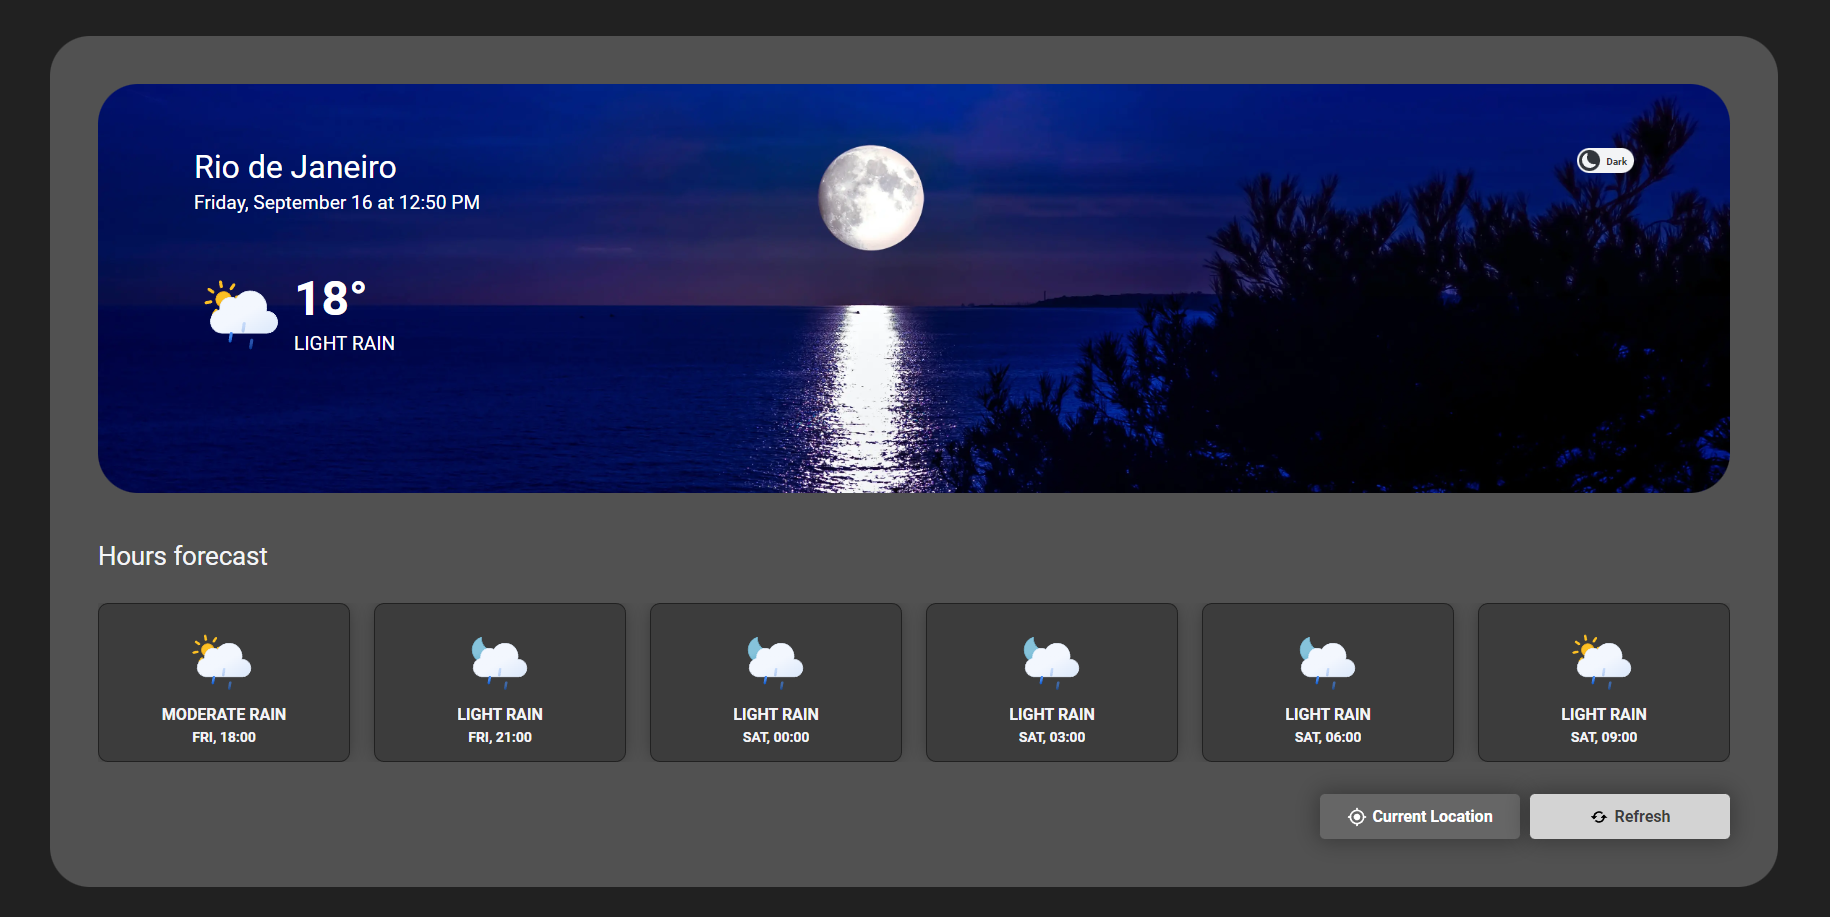 Rio de Janeiro
Friday, September 16 at 12:50 PM
Dark
18°
LIGHT RAIN
Hours forecast
MODERATE RAIN
FRI, 18:00
LIGHT RAIN
FRI, 21:00
LIGHT RAIN
SAT, 00:00
LIGHT RAIN
SAT, 03:00
LIGHT RAIN
SAT, 06:00
LIGHT RAIN
SAT, 09:00
Current Location
Refresh